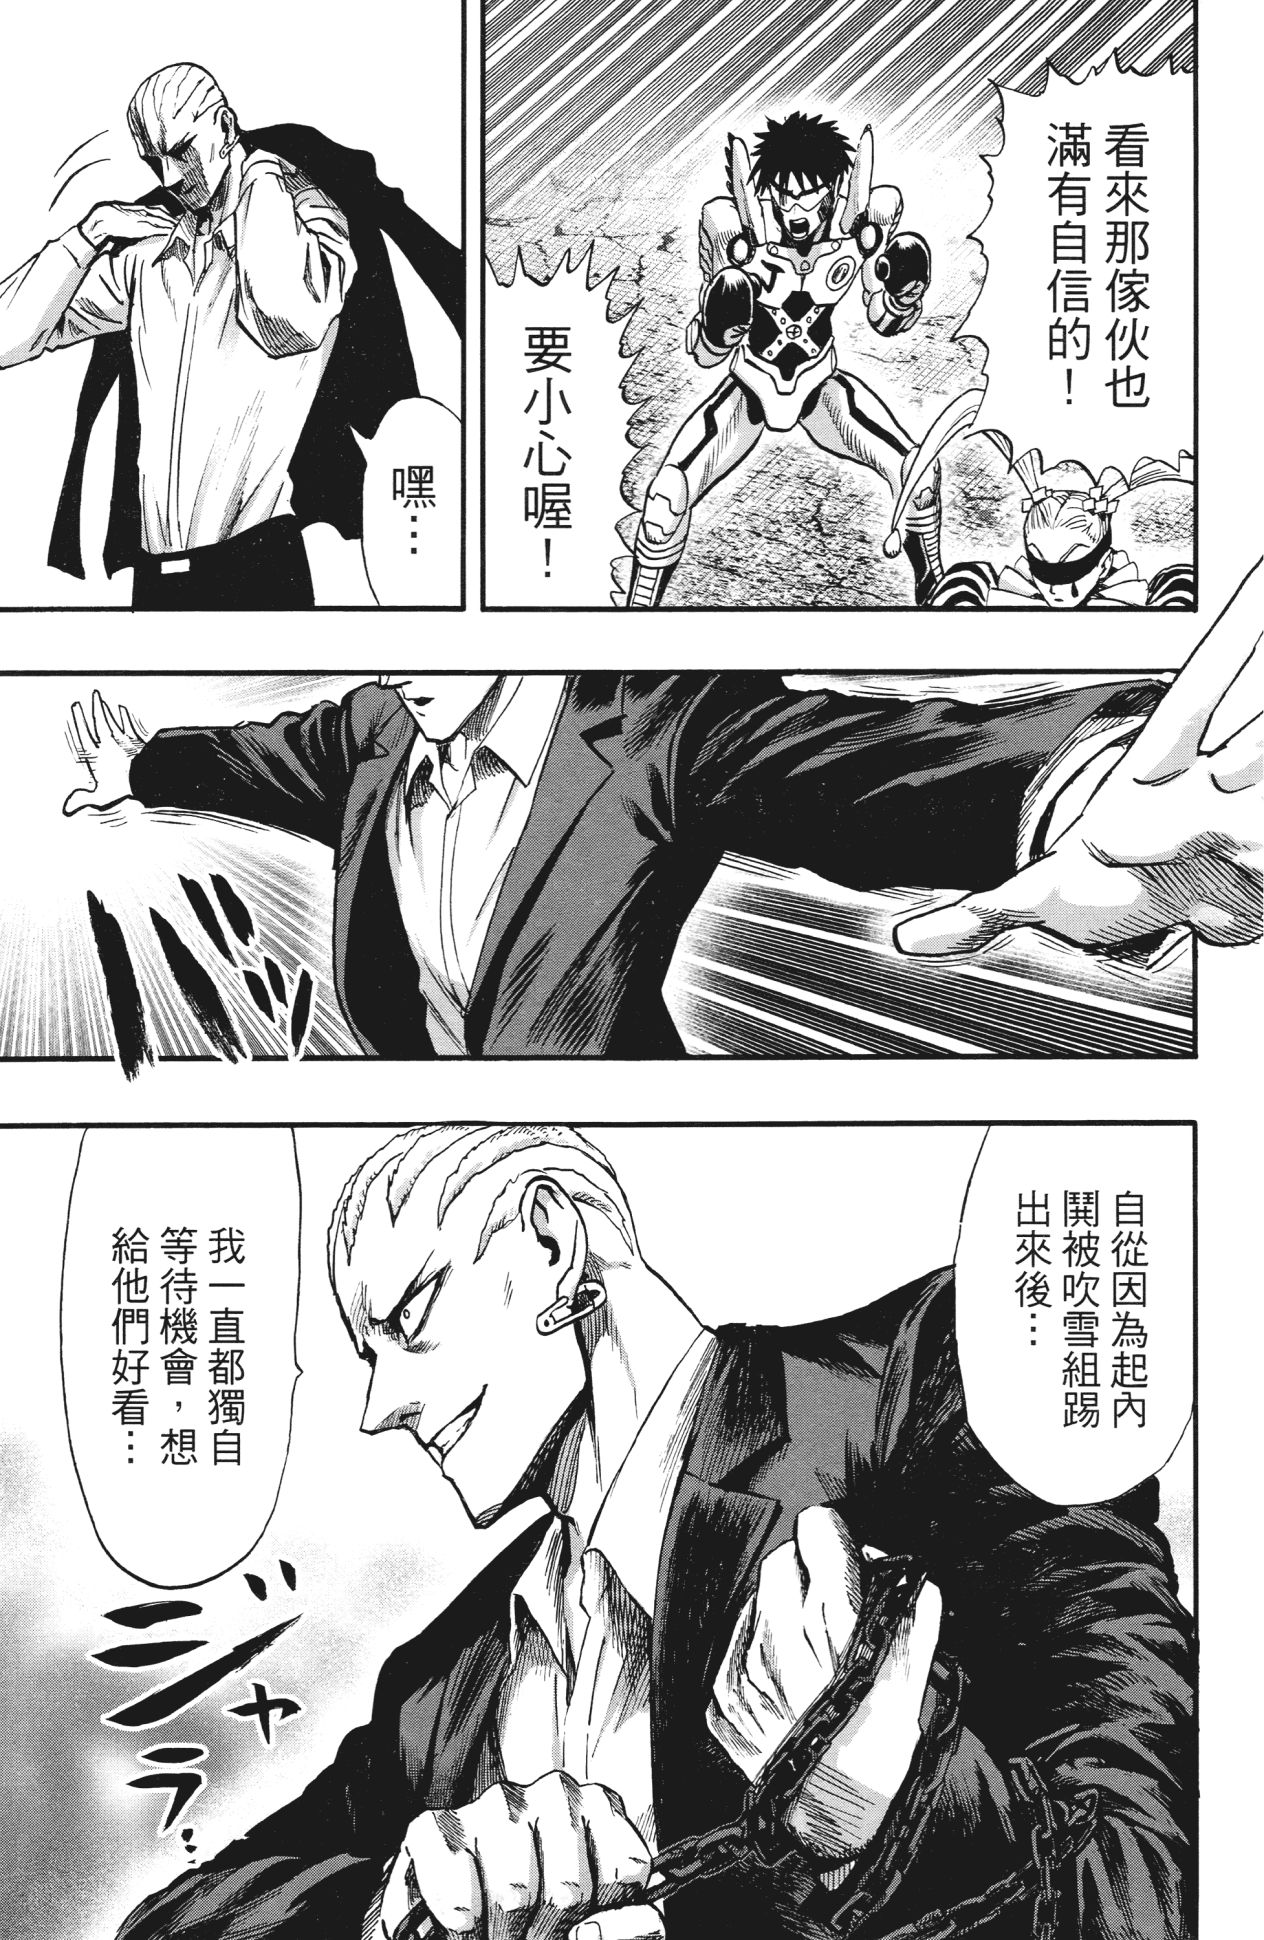 看來那傢伙也
滿有自信的！
要小心喔！
嘿…
バッ
自從因為起內
鬨被吹雪組踢
出來後…
我一直都獨自
等待機會，想
給他們好看…
ジャラ…